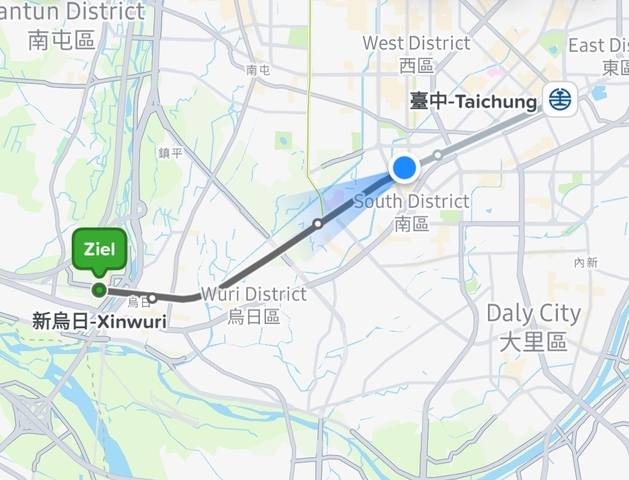 antun District
南屯區
West District
西區
East Dis
東區
南屯
臺中-Taichung
鎮平
South District
南區
Ziel
內新
烏日
Wuri District
烏日區
新烏日-Xinwuri
Daly City
大里區